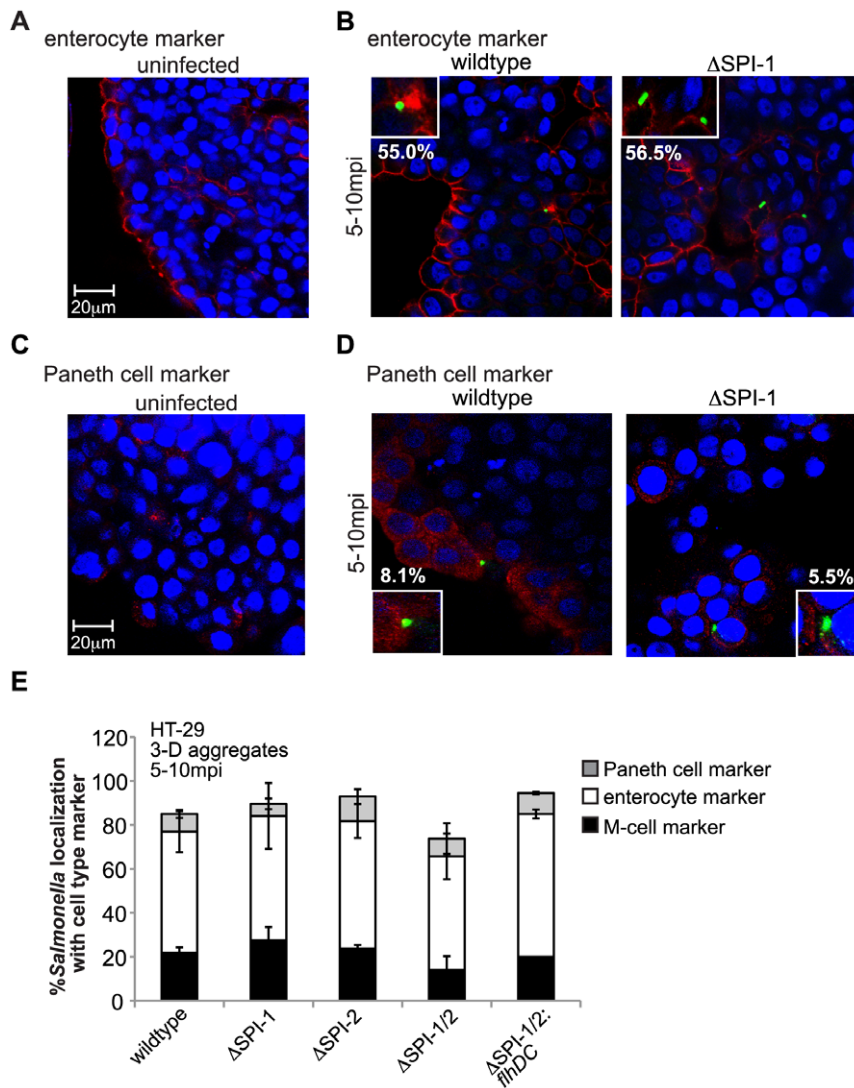 A
enterocyte marker
uninfected
20μm
B
enterocyte marker
wildtype
ΔSPI-1
5-10mpi
55.0%
56.5%
C
Paneth cell marker
uninfected
20μm
D
Paneth cell marker
wildtype
ΔSPI-1
5-10mpi
8.1%
5.5%
E
HT-29
3-D aggregates
5-10mpi
%Salmonella localization
with cell type marker
120
100
80
60
40
20
0
wildtype
ΔSPI-1
ΔSPI-2
ΔSPI-1/2
ΔSPI-1/2:
flhDC
Paneth cell marker
enterocyte marker
M-cell marker